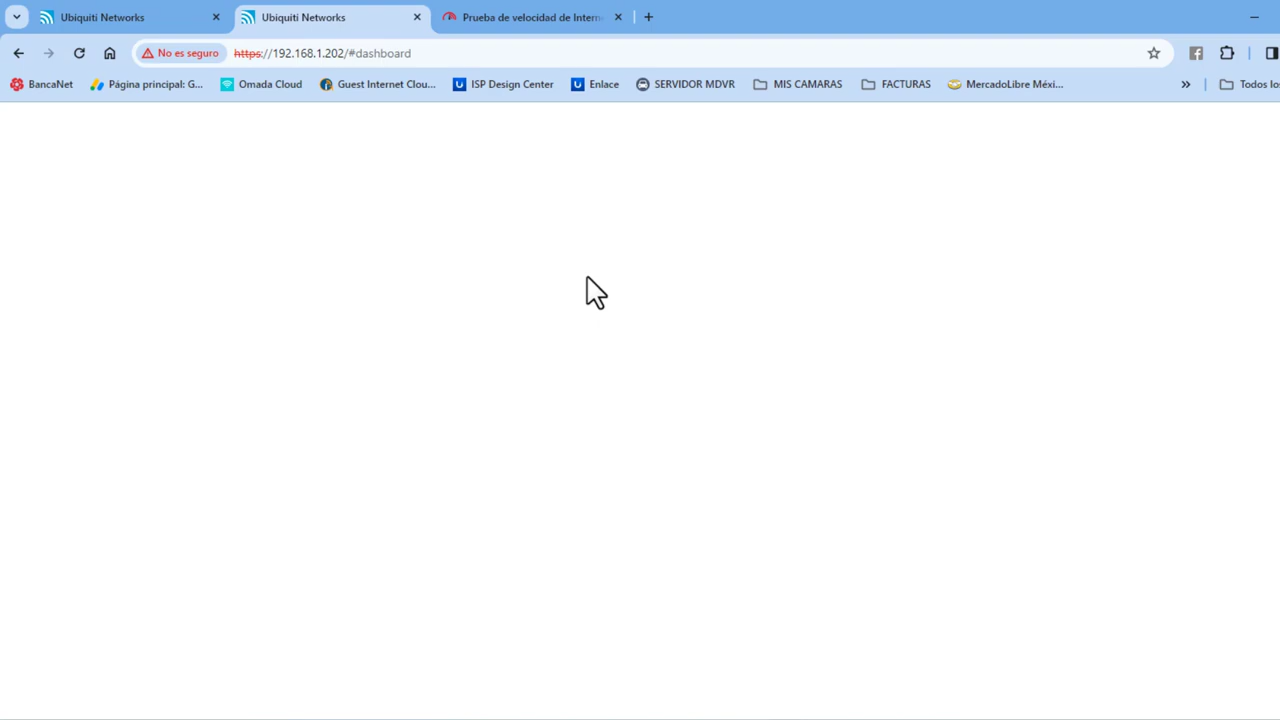 Ubiquiti Networks
Ubiquiti Networks
Prueba de velocidad de Intern
No es seguro
https://192.168.1.202/#dashboard
BancaNet
Página principal: G...
Omada Cloud
Guest Internet Clou...
ISP Design Center
Enlace
SERVIDOR MDVR
MIS CAMARAS
FACTURAS
MercadoLibre Méxi...
»
Todos los